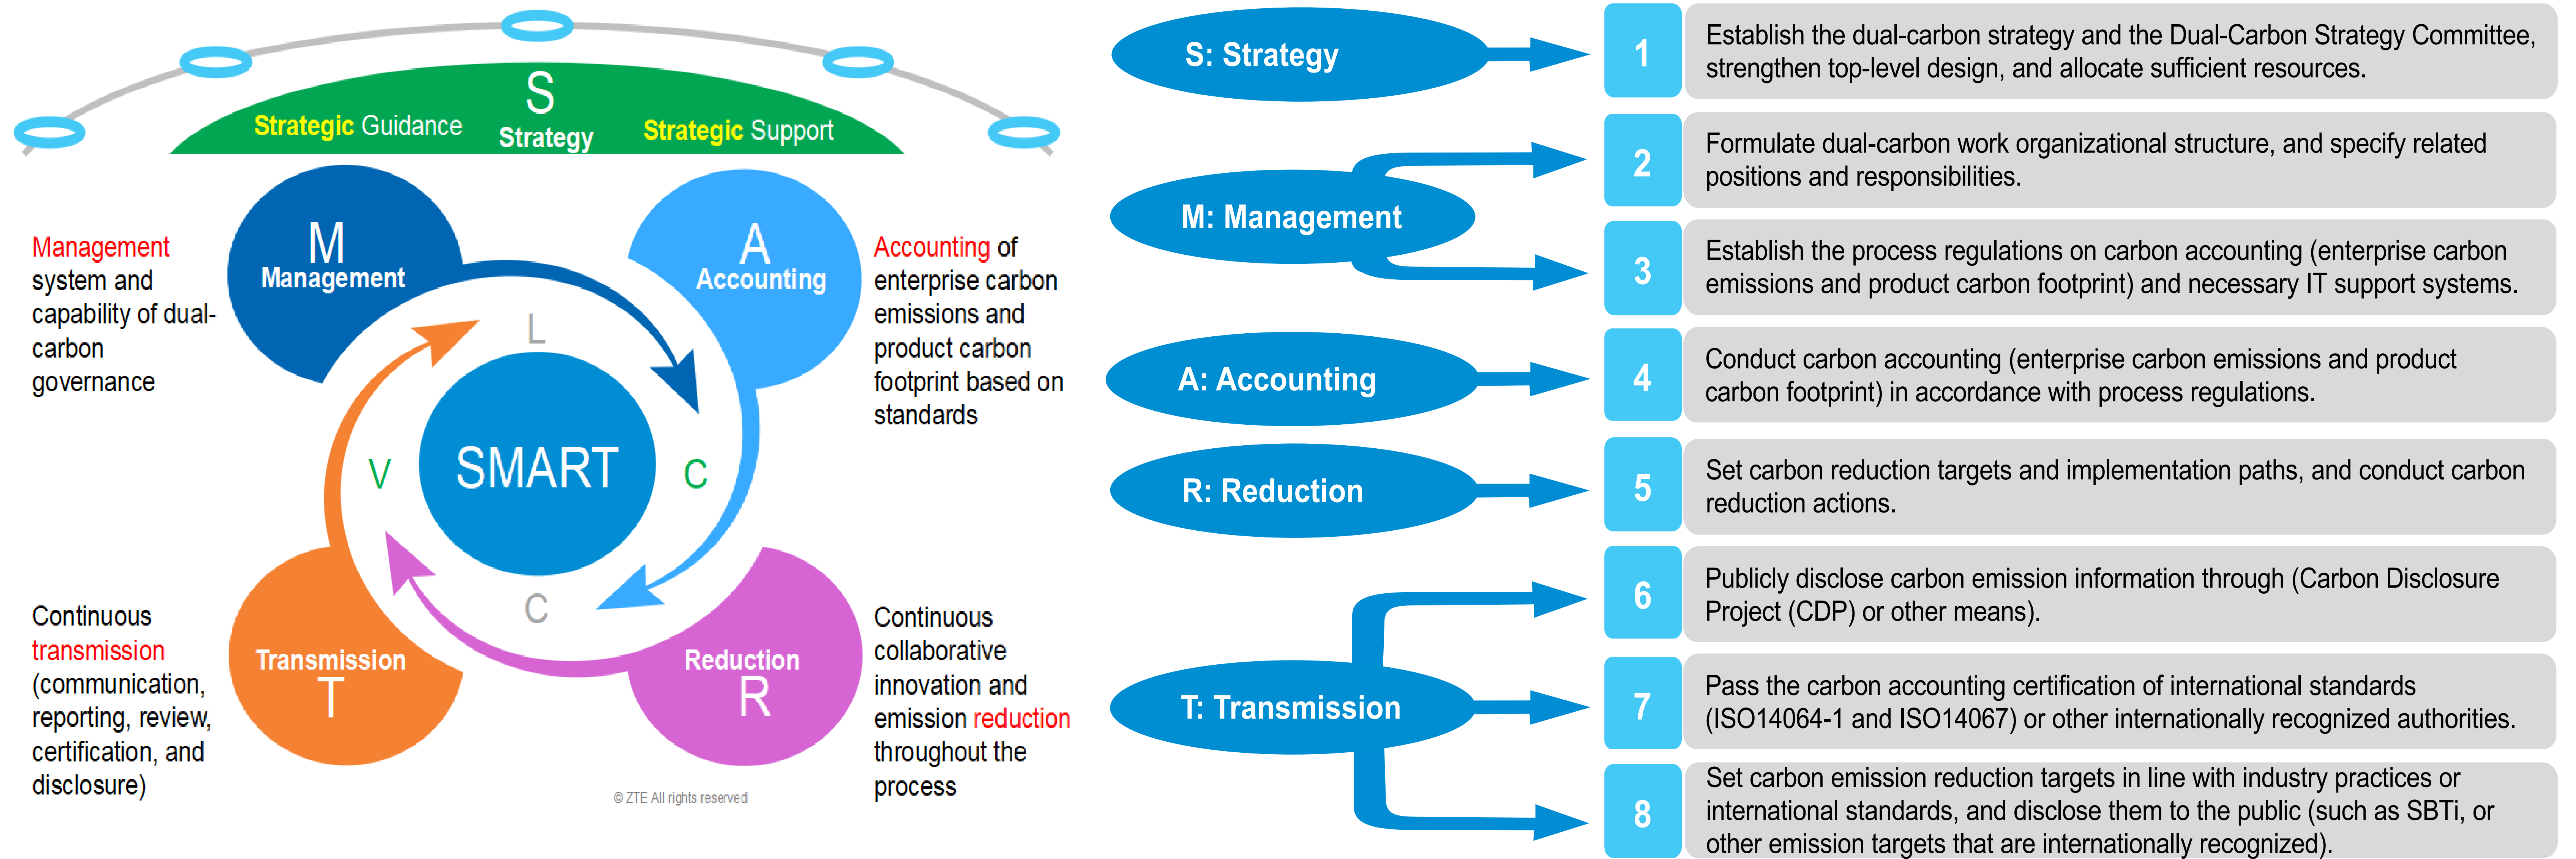 S
Strategic Guidance
Strategy
Strategic Support
M
Management
A
Accounting
Management
system and
capability of dual-
carbon
governance
Accounting of
enterprise carbon
emissions and
product carbon
footprint based on
standards
L
V
SMART
C
C
Continuous
transmission
(communication,
reporting, review,
certification, and
disclosure)
Transmission
T
Reduction
R
Continuous
collaborative
innovation and
emission reduction
throughout the
process
© ZTE All rights reserved
S: Strategy
1
Establish the dual-carbon strategy and the Dual-Carbon Strategy Committee,
strengthen top-level design, and allocate sufficient resources.
M: Management
2
Formulate dual-carbon work organizational structure, and specify related
positions and responsibilities.
3
Establish the process regulations on carbon accounting (enterprise carbon
emissions and product carbon footprint) and necessary IT support systems.
A: Accounting
4
Conduct carbon accounting (enterprise carbon emissions and product
carbon footprint) in accordance with process regulations.
R: Reduction
5
Set carbon reduction targets and implementation paths, and conduct carbon
reduction actions.
T: Transmission
6
Publicly disclose carbon emission information through (Carbon Disclosure
Project (CDP) or other means).
7
Pass the carbon accounting certification of international standards
(ISO14064-1 and ISO14067) or other internationally recognized authorities.
8
Set carbon emission reduction targets in line with industry practices or
international standards, and disclose them to the public (such as SBTi, or
other emission targets that are internationally recognized).